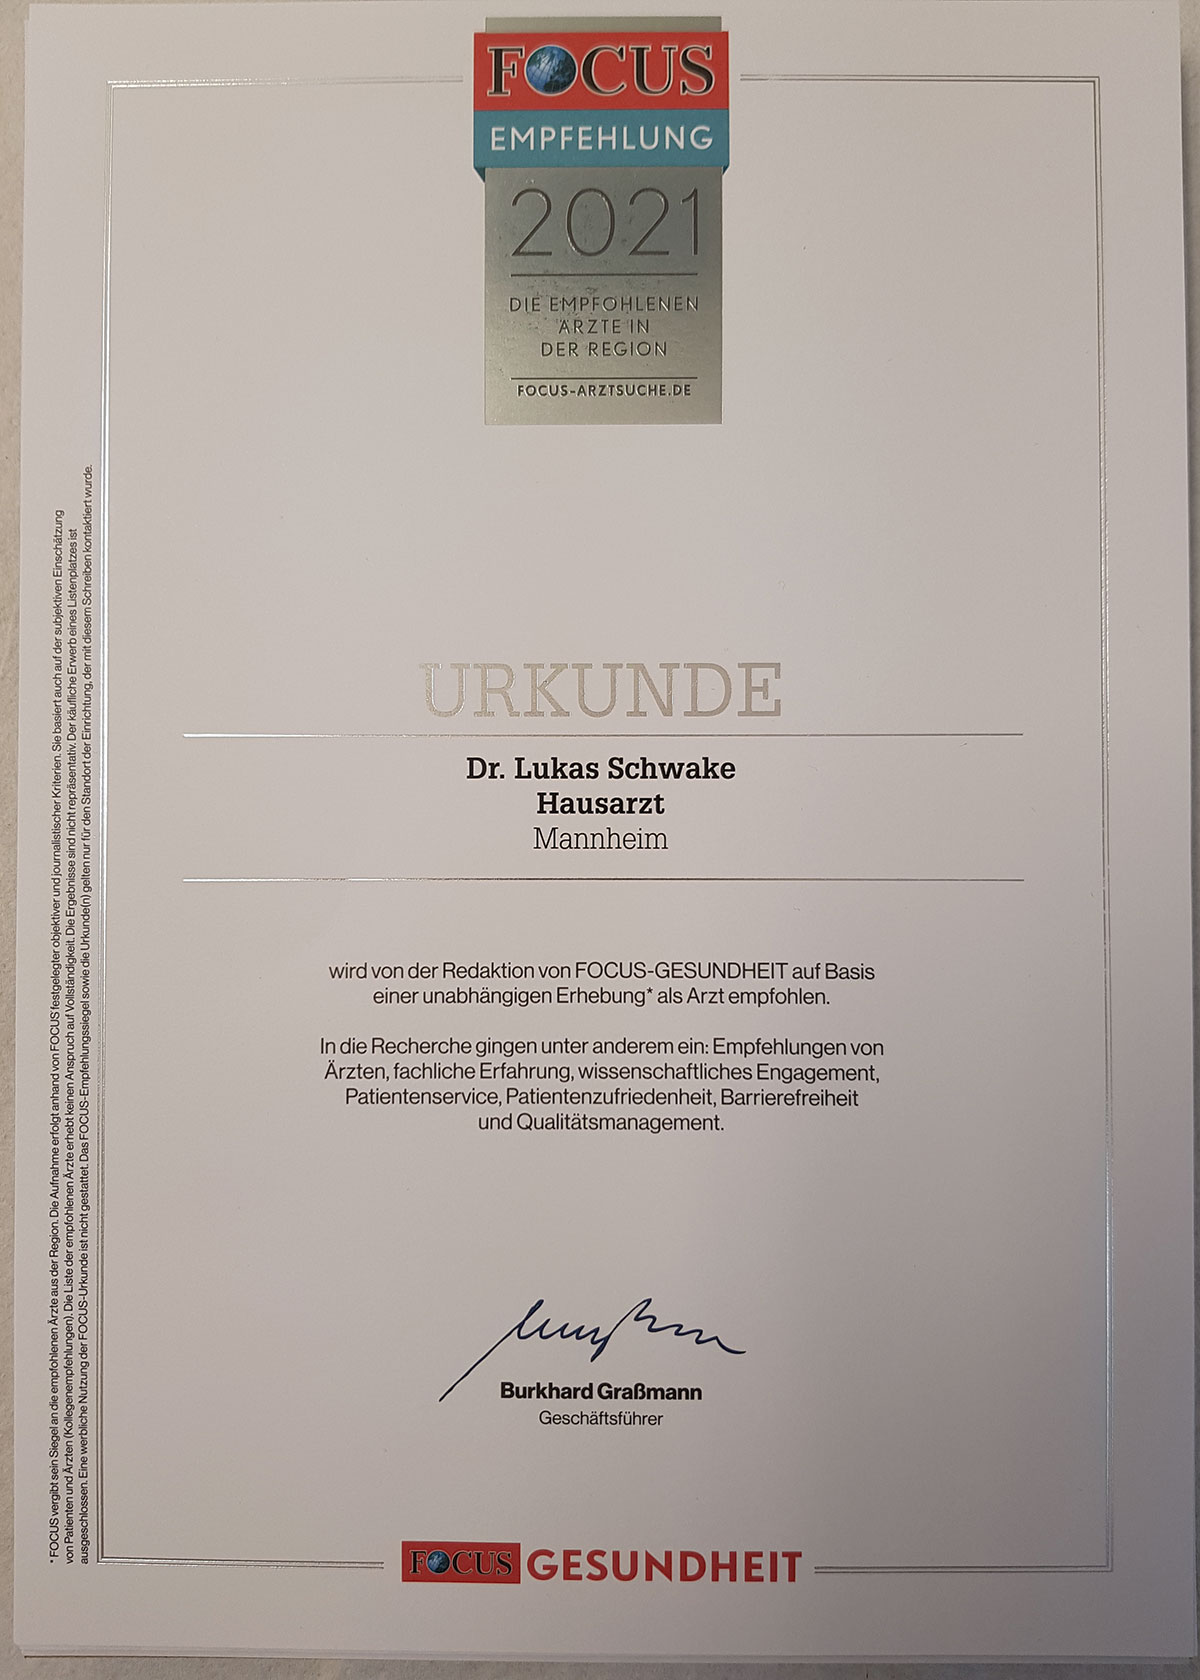 FOCUS
EMPFEHLUNG
2021
DIE EMPFOHLENEN
ÄRZTE IN
DER REGION
FOCUS-ARZTSUCHE.DE
URKUNDE
Dr. Lukas Schwake
Hausarzt
Mannheim
wird von der Redaktion von FOCUS-GESUNDHEIT auf Basis
einer unabhängigen Erhebung* als Arzt empfohlen.
In die Recherche gingen unter anderem ein: Empfehlungen von
Ärzten, fachliche Erfahrung, wissenschaftliches Engagement,
Patientenservice, Patientenzufriedenheit, Barrierefreiheit
und Qualitätsmanagement.
Burkhard Graßmann
Geschäftsführer
FOCUS GESUNDHEIT
* FOCUS vergibt sein Siegel an die empfohlenen Ärzte aus der Region. Die Aufnahme erfolgt anhand von FOCUS festgelegter objektiver und journalistischer Kriterien. Sie basiert auch auf der subjektiven Einschätzung
von Patienten und Ärzten (Kollegenempfehlungen). Die Liste der empfohlenen Ärzte erhebt keinen Anspruch auf Vollständigkeit. Die Ergebnisse sind nicht repräsentativ. Der käufliche Erwerb eines Listenplatzes ist
ausgeschlossen. Eine werbliche Nutzung der FOCUS-Urkunde ist nicht gestattet. Das FOCUS-Empfehlungssiegel sowie die Urkunde(n) gelten nur für den Standort der Einrichtung, der mit diesem Schreiben kontaktiert wurde.